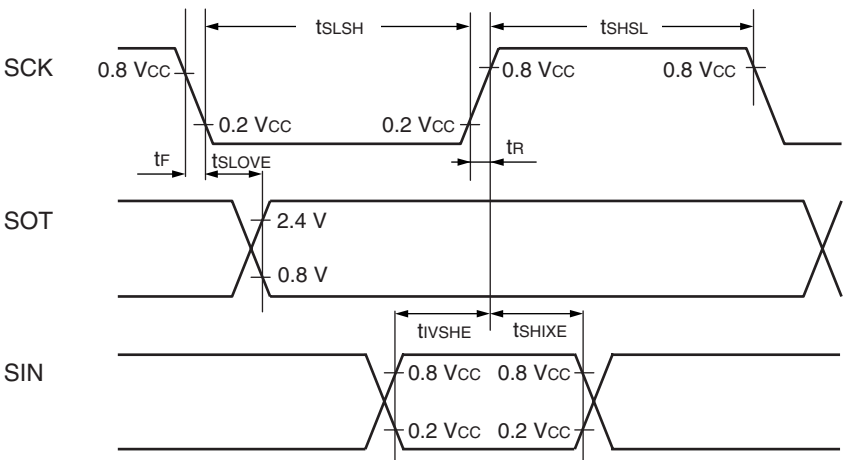 tSLSH tSHSL
SCK 0.8 VCC 0.8 VCC 0.8 VCC
0.2 VCC 0.2 VCC
tF tSLOVE tR
SOT 2.4 V
0.8 V
tIVSHE tSHIXE
SIN 0.8 VCC 0.8 VCC
0.2 VCC 0.2 VCC